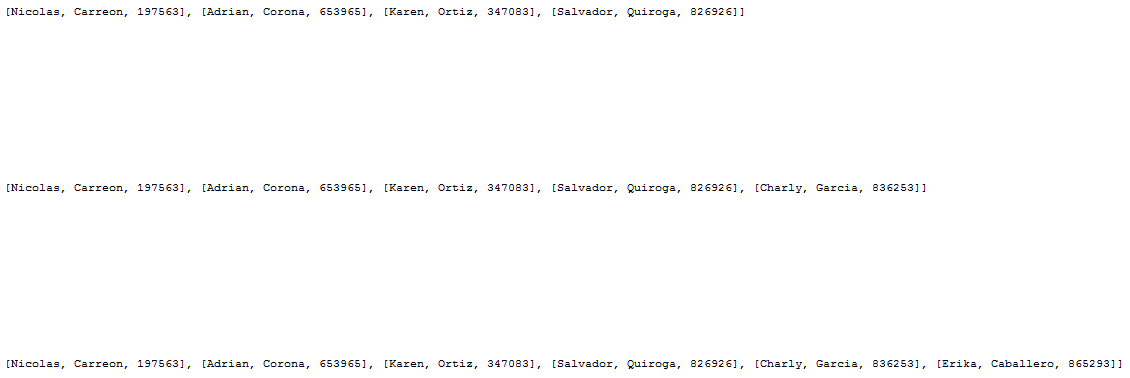 [Nicolas, Carreon, 197563], [Adrian, Corona, 653965], [Karen, Ortiz, 347083], [Salvador, Quiroga, 826926]]
[Nicolas, Carreon, 197563], [Adrian, Corona, 653965], [Karen, Ortiz, 347083], [Salvador, Quiroga, 826926], [Charly, Garcia, 836253]]
[Nicolas, Carreon, 197563], [Adrian, Corona, 653965], [Karen, Ortiz, 347083], [Salvador, Quiroga, 826926], [Charly, Garcia, 836253], [Erika, Caballero, 865293]]